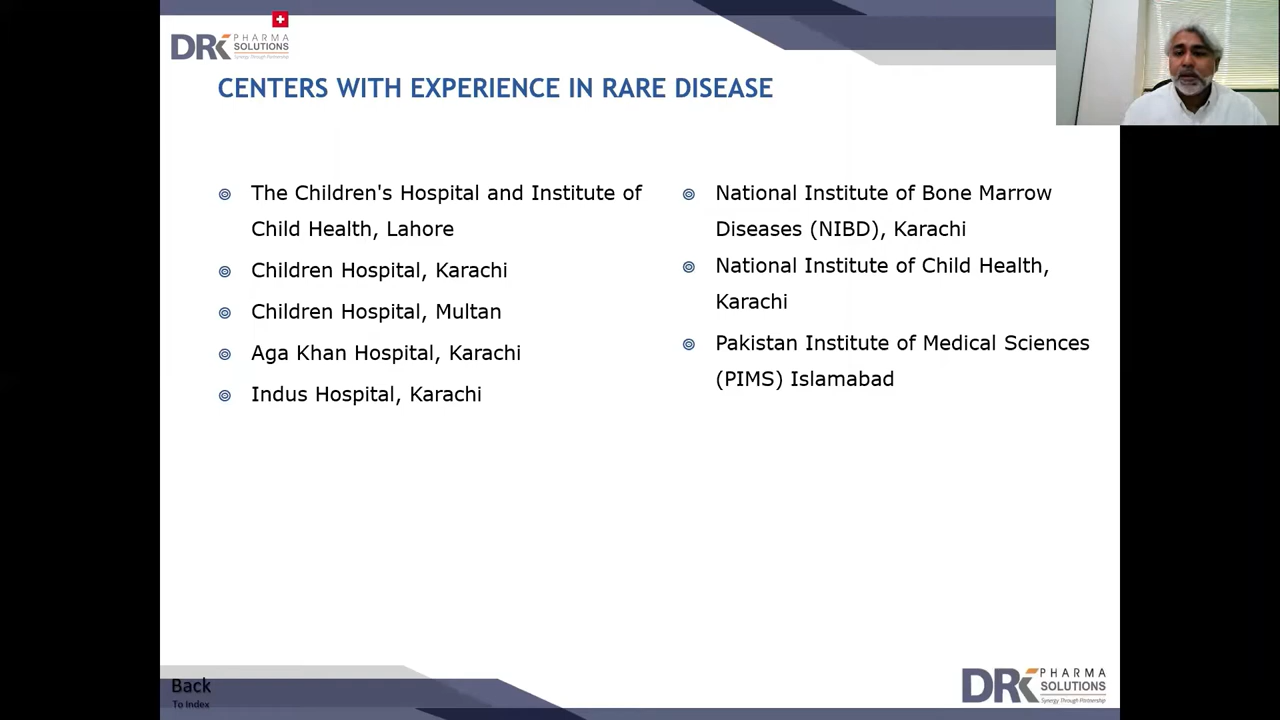 DRK PHARMA SOLUTIONS
Synergy Through Partnership
CENTERS WITH EXPERIENCE IN RARE DISEASE
The Children's Hospital and Institute of
Child Health, Lahore
Children Hospital, Karachi
Children Hospital, Multan
Aga Khan Hospital, Karachi
Indus Hospital, Karachi
National Institute of Bone Marrow
Diseases (NIBD), Karachi
National Institute of Child Health,
Karachi
Pakistan Institute of Medical Sciences
(PIMS) Islamabad
Back
To Index
DRK PHARMA SOLUTIONS
Synergy Through Partnership